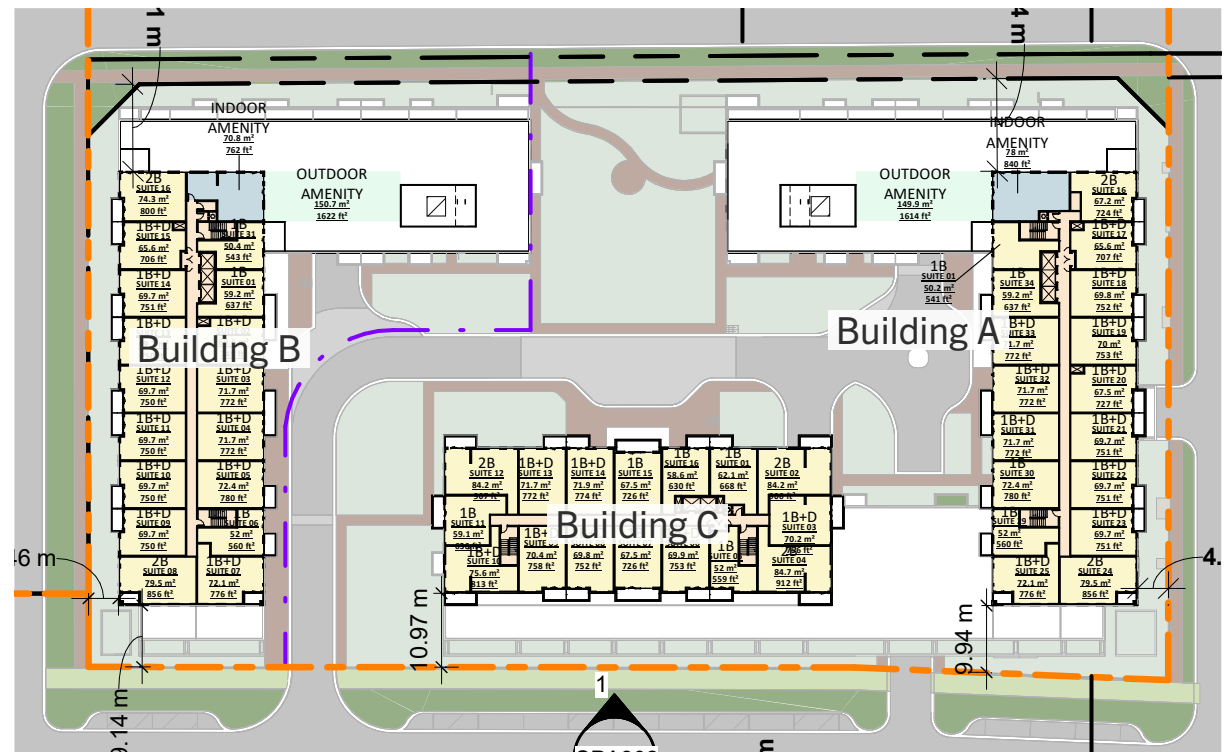 1 m
4 m
INDOOR
AMENITY
70.8 m²
762 ft²
OUTDOOR
AMENITY
150.7 m²
1622 ft²
OUTDOOR
AMENITY
149.9 m²
1614 ft²
INDOOR
AMENITY
78 m²
840 ft²
2B
SUITE 16
74.3 m²
800 ft²
1B+D
SUITE 15
65.6 m²
706 ft²
1B+D
SUITE 14
69.7 m²
751 ft²
1B+D
Building B
SUITE 12
69.7 m²
750 ft²
1B+D
SUITE 11
69.7 m²
750 ft²
1B+D
SUITE 10
69.7 m²
750 ft²
1B+D
SUITE 09
69.7 m²
750 ft²
2B
SUITE 08
79.5 m²
856 ft²
1B
SUITE 31
50.4 m²
543 ft²
1B
SUITE 01
59.2 m²
637 ft²
1B+D
1B+D
SUITE 03
71.7 m²
772 ft²
1B+D
SUITE 04
71.7 m²
772 ft²
1B+D
SUITE 05
72.4 m²
780 ft²
1B
SUITE 06
52 m²
560 ft²
1B+D
SUITE 07
72.1 m²
776 ft²
2B
SUITE 12
84.2 m²
1B+D
SUITE 13
71.7 m²
772 ft²
1B+D
SUITE 14
71.9 m²
774 ft²
1B
SUITE 15
67.5 m²
726 ft²
1B
SUITE 16
58.6 m²
630 ft²
1B
SUITE 01
62.1 m²
668 ft²
2B
SUITE 02
84.2 m²
1B
SUITE 11
59.1 m²
Building C
1B+D
SUITE 03
70.2 m²
1B+D
SUITE 10
75.6 m²
813 ft²
70.4 m²
758 ft²
69.8 m²
752 ft²
67.5 m²
726 ft²
69.9 m²
753 ft²
1B
52 m²
559 ft²
SUITE 04
84.7 m²
912 ft²
1B
SUITE 01
50.2 m²
541 ft²
Building A
1B
SUITE 34
59.2 m²
637 ft²
772 ft²
1B+D
SUITE 32
71.7 m²
772 ft²
1B+D
SUITE 31
71.7 m²
772 ft²
1B
SUITE 30
72.4 m²
780 ft²
1B
52 m²
560 ft²
1B+D
SUITE 25
72.1 m²
776 ft²
2B
SUITE 16
67.2 m²
724 ft²
1B+D
SUITE 17
65.6 m²
707 ft²
1B+D
SUITE 18
69.8 m²
752 ft²
1B+D
SUITE 19
70 m²
753 ft²
1B+D
SUITE 20
67.5 m²
727 ft²
1B+D
SUITE 21
69.7 m²
751 ft²
1B+D
SUITE 22
69.7 m²
751 ft²
1B+D
SUITE 23
69.7 m²
751 ft²
2B
SUITE 24
79.5 m²
856 ft²
46 m
4.
9.14 m
10.97 m
9.94 m
1
m